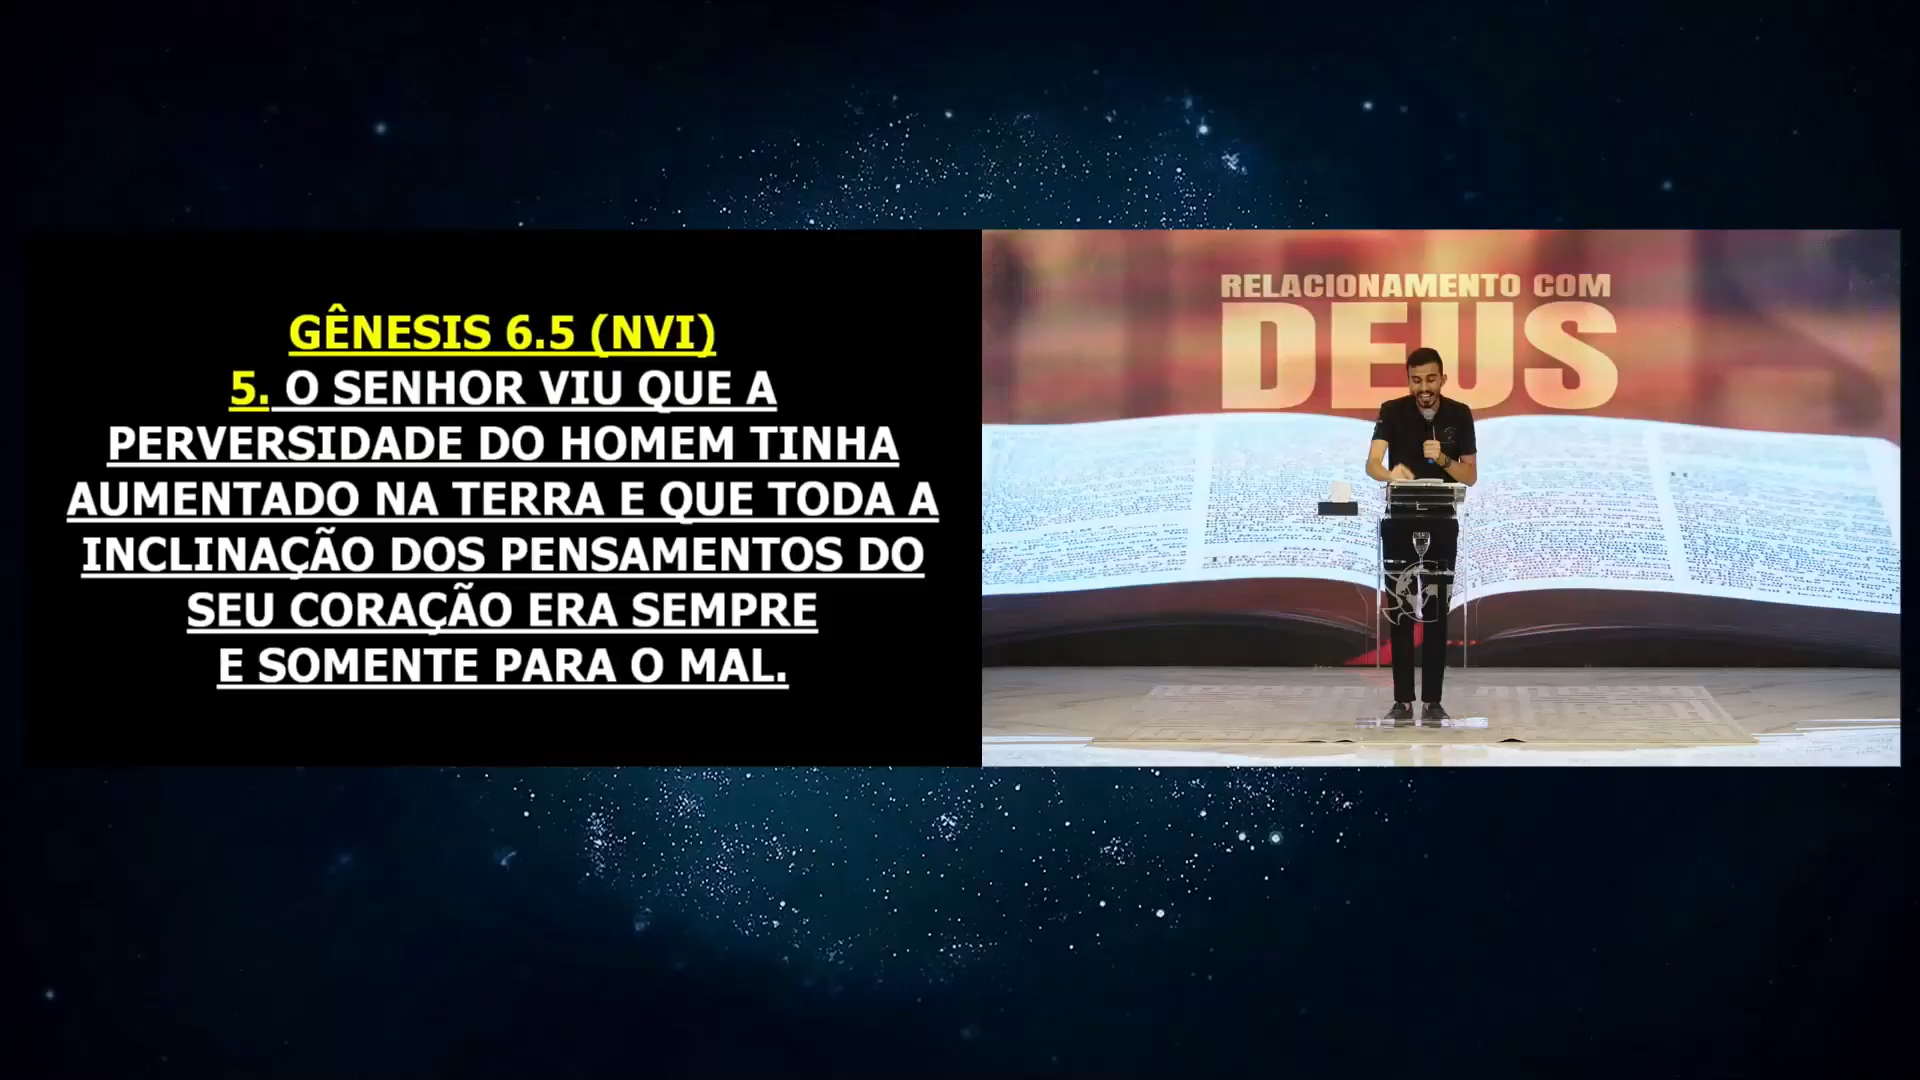 GÊNESIS 6.5 (NVI)
5. O SENHOR VIU QUE A
PERVERSIDADE DO HOMEM TINHA
AUMENTADO NA TERRA E QUE TODA A
INCLINAÇÃO DOS PENSAMENTOS DO
SEU CORAÇÃO ERA SEMPRE
E SOMENTE PARA O MAL.
RELACIONAMENTO COM
DEUS